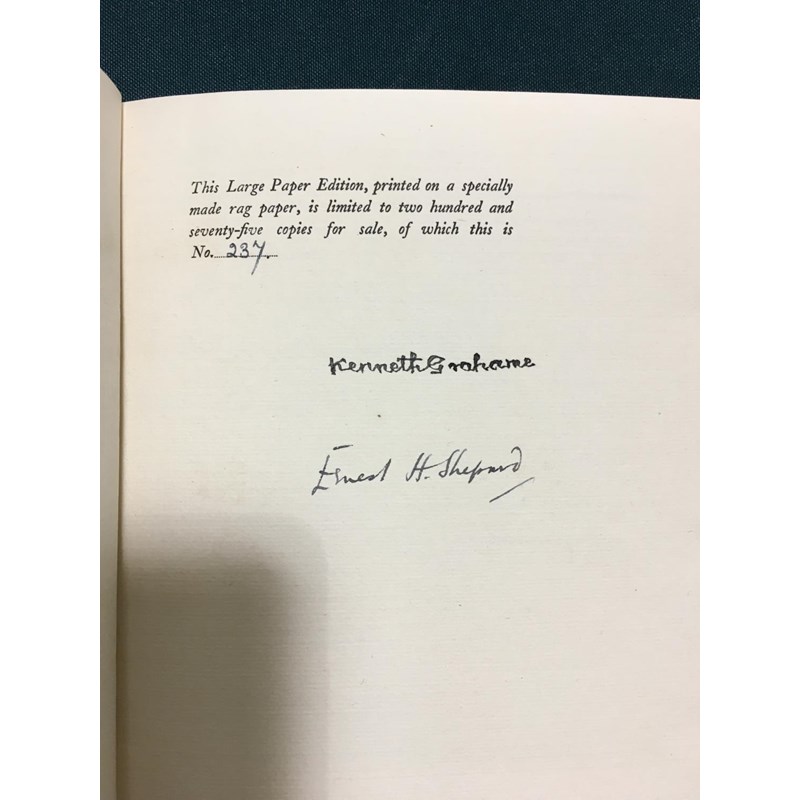 This Large Paper Edition, printed on a specially
made rag paper, is limited to two hundred and
seventy-five copies for sale, of which this is
No. 237.
Kenneth Grahame
Ernest H. Shepard